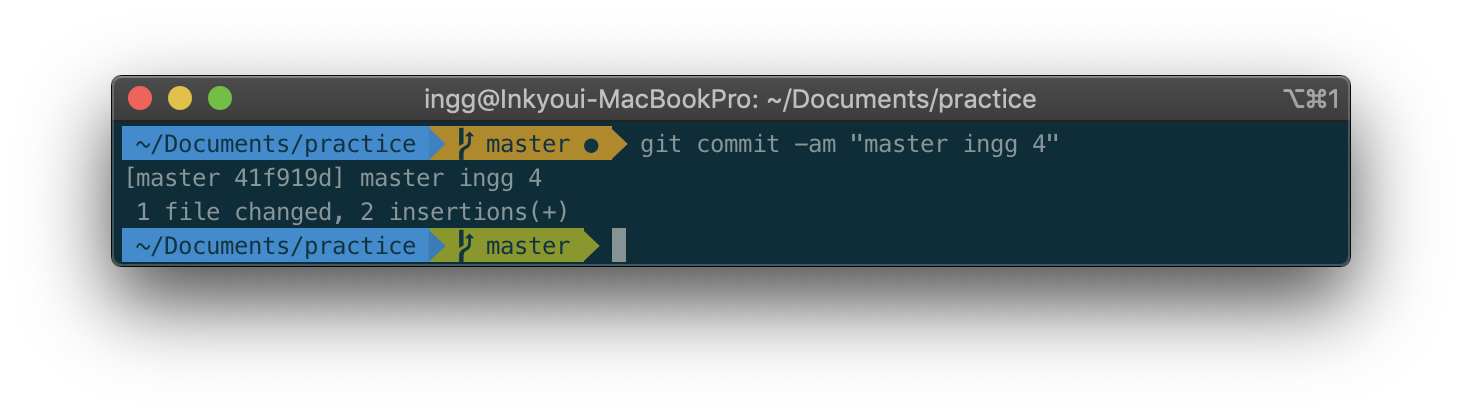 ingg@Inkyoui-MacBookPro: ~/Documents/practice ⌥⌘1
~/Documents/practice master ● git commit -am "master ingg 4"
[master 41f919d] master ingg 4
1 file changed, 2 insertions(+)
~/Documents/practice master